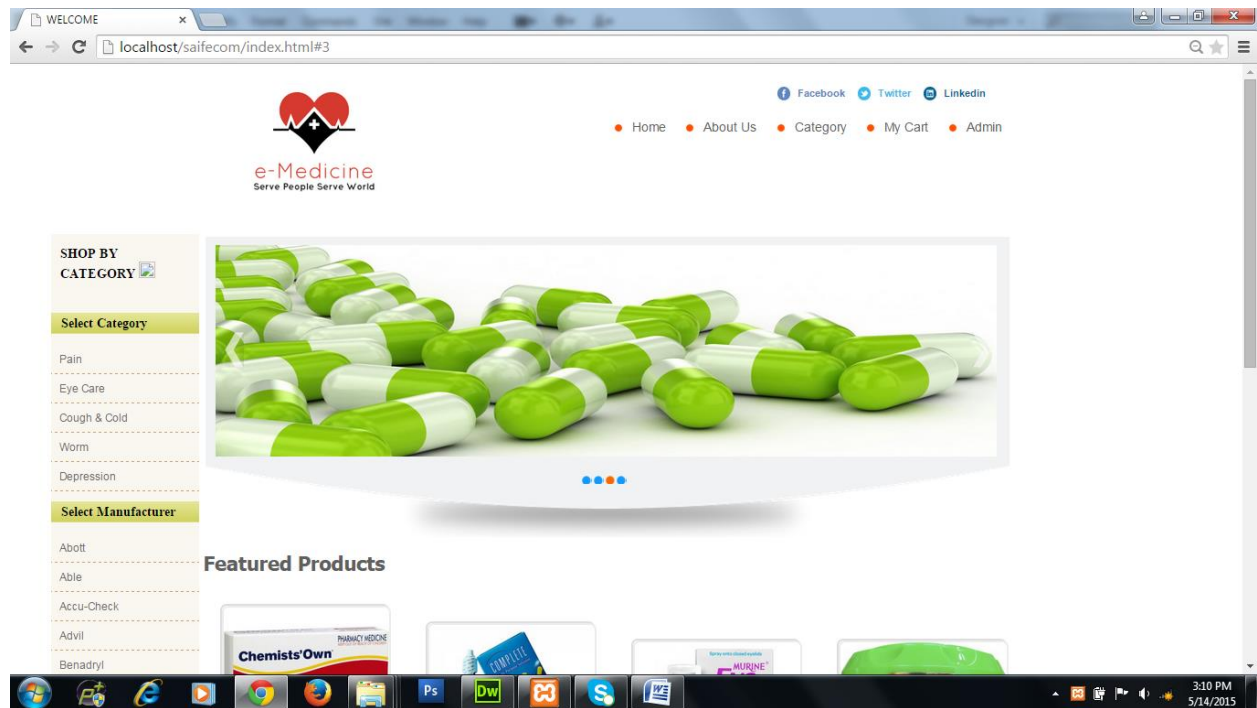 WELCOME
localhost/saifecom/index.html#3
Facebook Twitter Linkedin
Home About Us Category My Cart Admin
e-Medicine
Serve People Serve World
SHOP BY
CATEGORY
Select Category
Pain
Eye Care
Cough & Cold
Worm
Depression
Select Manufacturer
Abott
Able
Accu-Check
Advil
Benadryl
Featured Products
PHARMACY MEDICINE
Chemists' Own
COMPLETE
MURINE
Ps
Dw
3:10 PM
5/14/2015